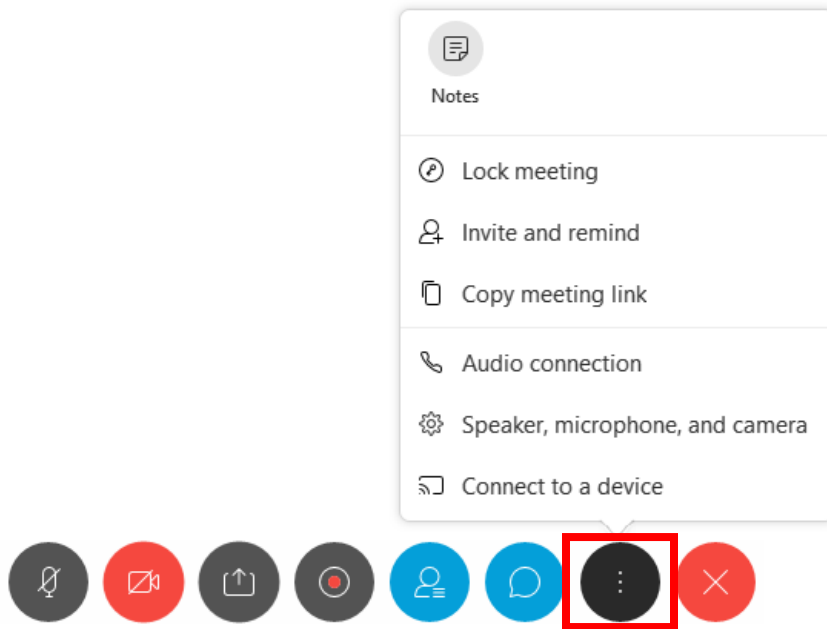 Notes
Lock meeting
Invite and remind
Copy meeting link
Audio connection
Speaker, microphone, and camera
Connect to a device